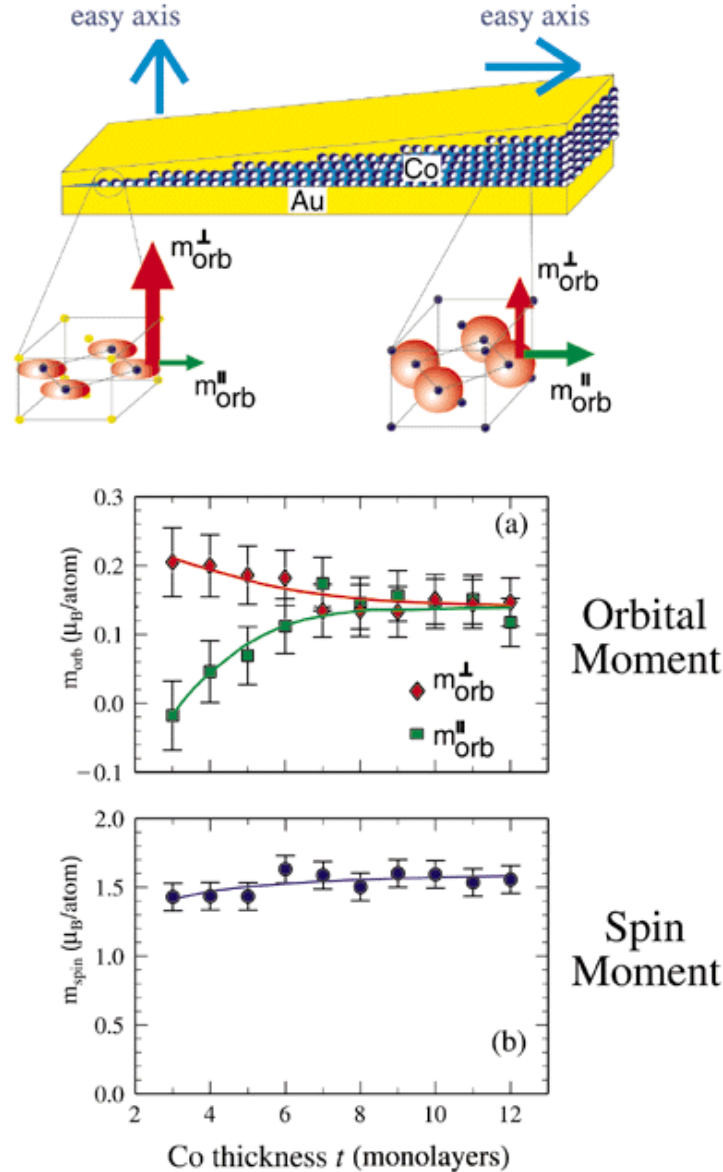 easy axis easy axis
Co
Au
m⊥orb m⊥orb
m||orb m||orb
0.3
(a)
0.2
morb (μB/atom)
0.1
0.0
−0.1
m⊥orb
m||orb
Orbital
Moment
2.0
1.5
mspin (μB/atom)
1.0
0.5
0.0
(b)
Spin
Moment
2 4 6 8 10 12
Co thickness t (monolayers)